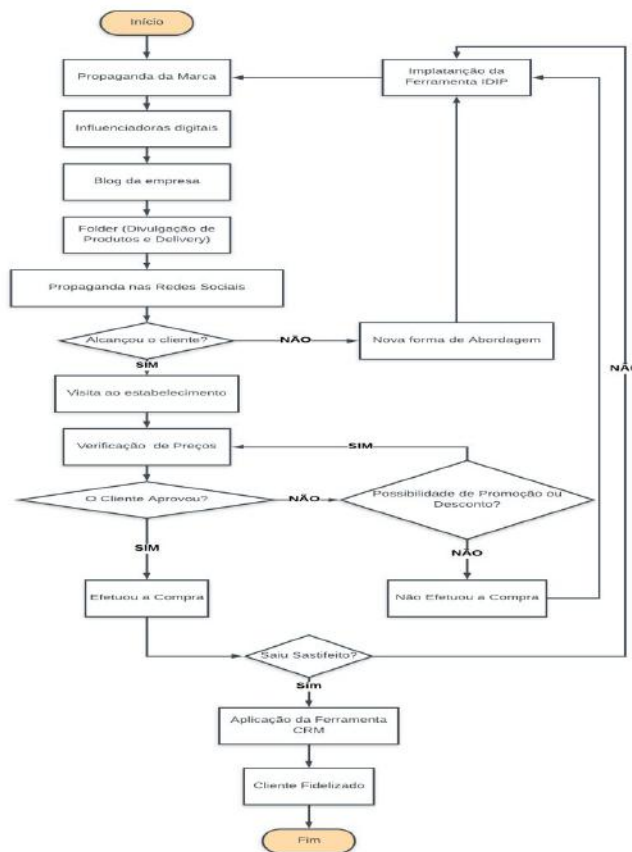 Início
Propaganda da Marca
Implatanção da
Ferramenta IDIP
Influenciadoras digitais
Blog da empresa
Folder (Divulgação de
Produtos e Delivery)
Propaganda nas Redes Sociais
Alcançou o cliente?
NÃO
Nova forma de Abordagem
SIM
NÃO
Visita ao estabelecimento
Verificação de Preços
SIM
O Cliente Aprovou?
NÃO
Possibilidade de Promoção ou
Desconto?
SIM
NÃO
Efetuou a Compra
Não Efetuou a Compra
Saiu Sastifeito?
Sim
Aplicação da Ferramenta
CRM
Cliente Fidelizado
Fim